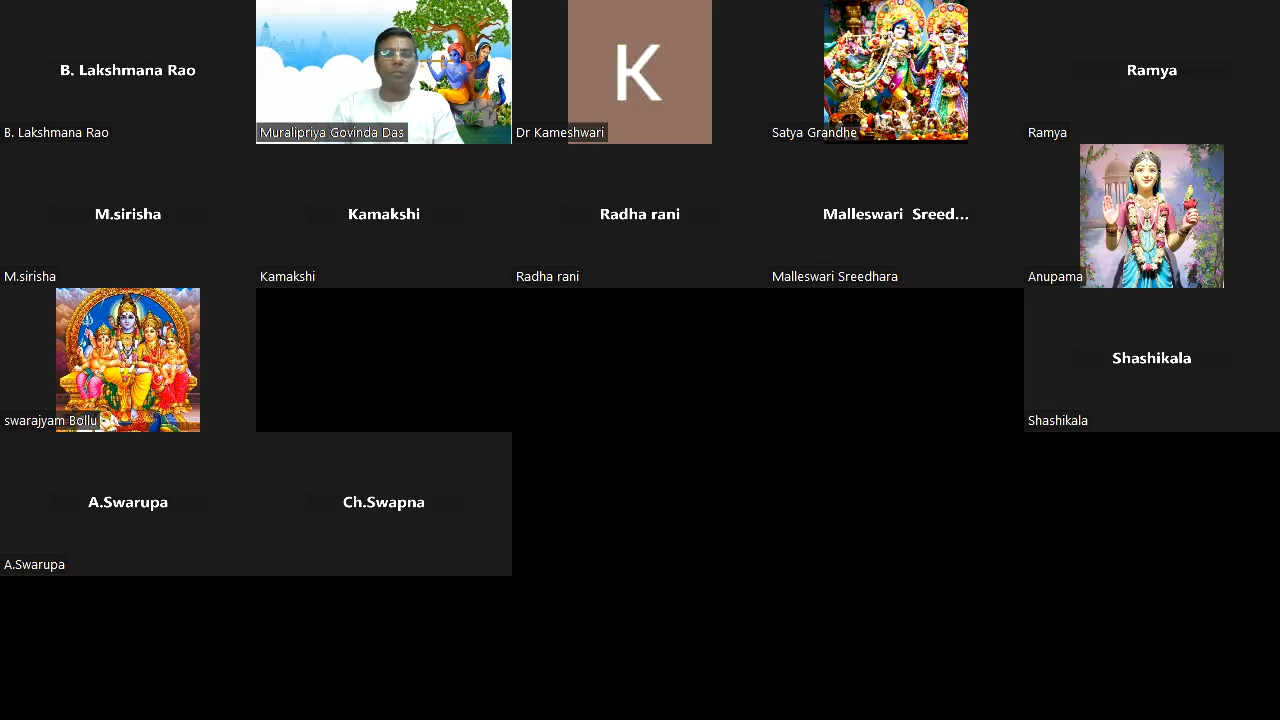 B. Lakshmana Rao
B. Lakshmana Rao
Muralipriya Govinda Das
K
Dr Kameshwari
Satya Grandhe
Ramya
Ramya
M.sirisha
M.sirisha
Kamakshi
Kamakshi
Radha rani
Radha rani
Malleswari Sreed...
Malleswari Sreedhara
Anupama
swarajyam Bollu
Shashikala
Shashikala
A.Swarupa
A.Swarupa
Ch.Swapna